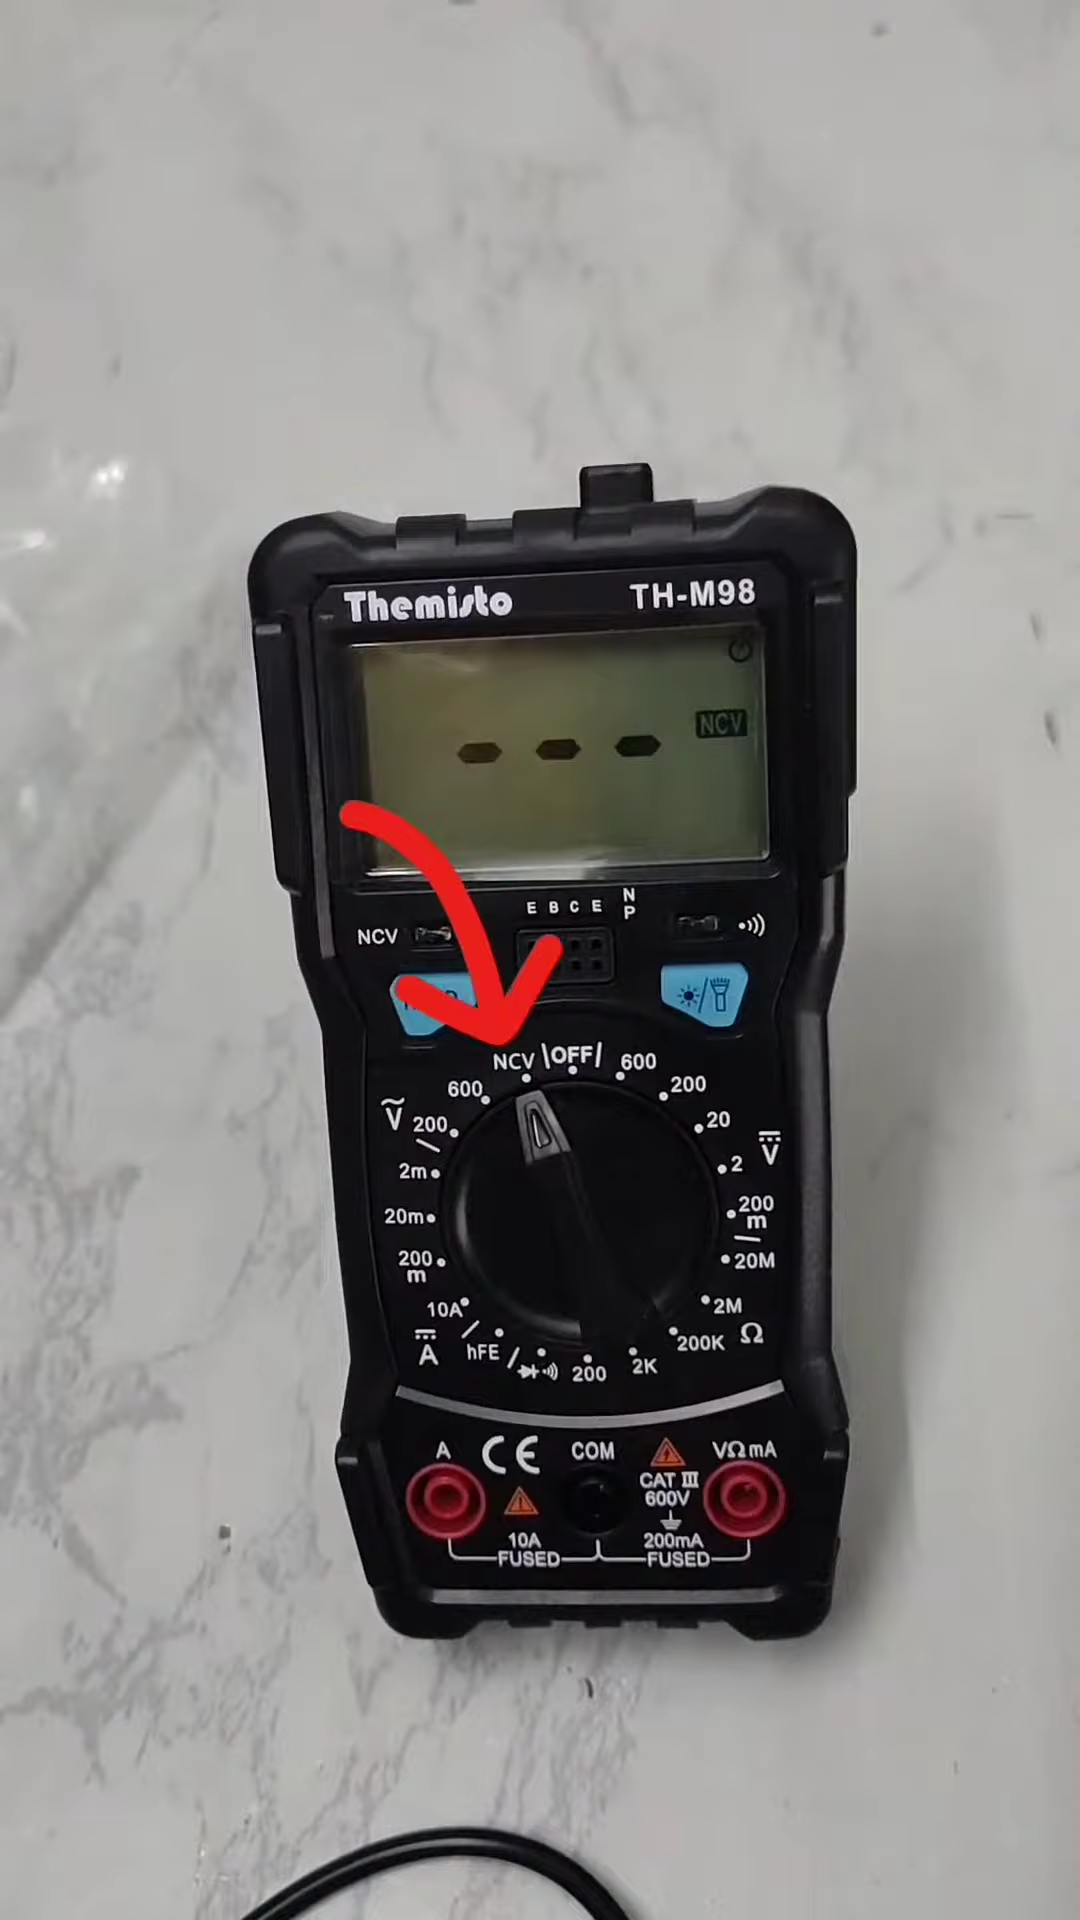 Themisto TH-M98
NCV
E B C E N
P
NCV
NCV OFF 600
600 200
V 200 20
2m 2 V
20m 200
m
200 20M
m
10A 2M
A hFE 200K Ω
200 2K
A CE COM VΩmA
CAT III
600V
10A 200mA
FUSED FUSED